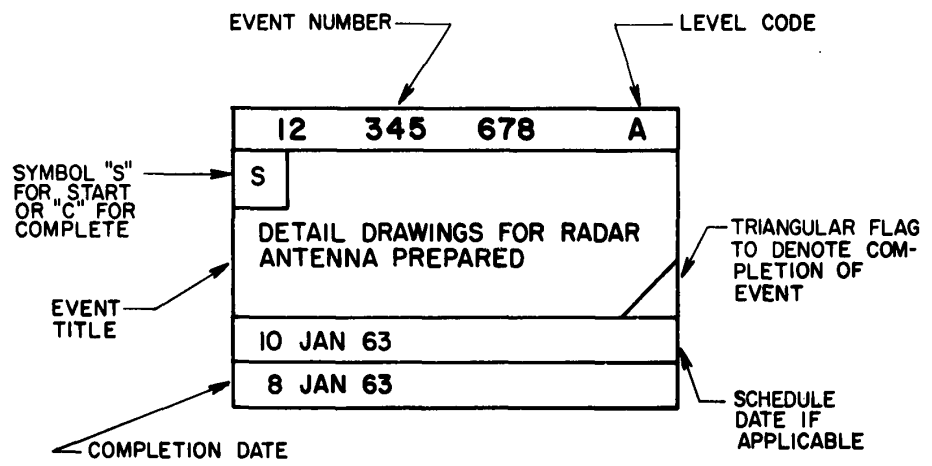 EVENT NUMBER
LEVEL CODE
12 345 678 A
SYMBOL "S"
FOR START
OR "C" FOR
COMPLETE
S
DETAIL DRAWINGS FOR RADAR
ANTENNA PREPARED
TRIANGULAR FLAG
TO DENOTE COM-
PLETION OF
EVENT
EVENT
TITLE
10 JAN 63
8 JAN 63
SCHEDULE
DATE IF
APPLICABLE
COMPLETION DATE